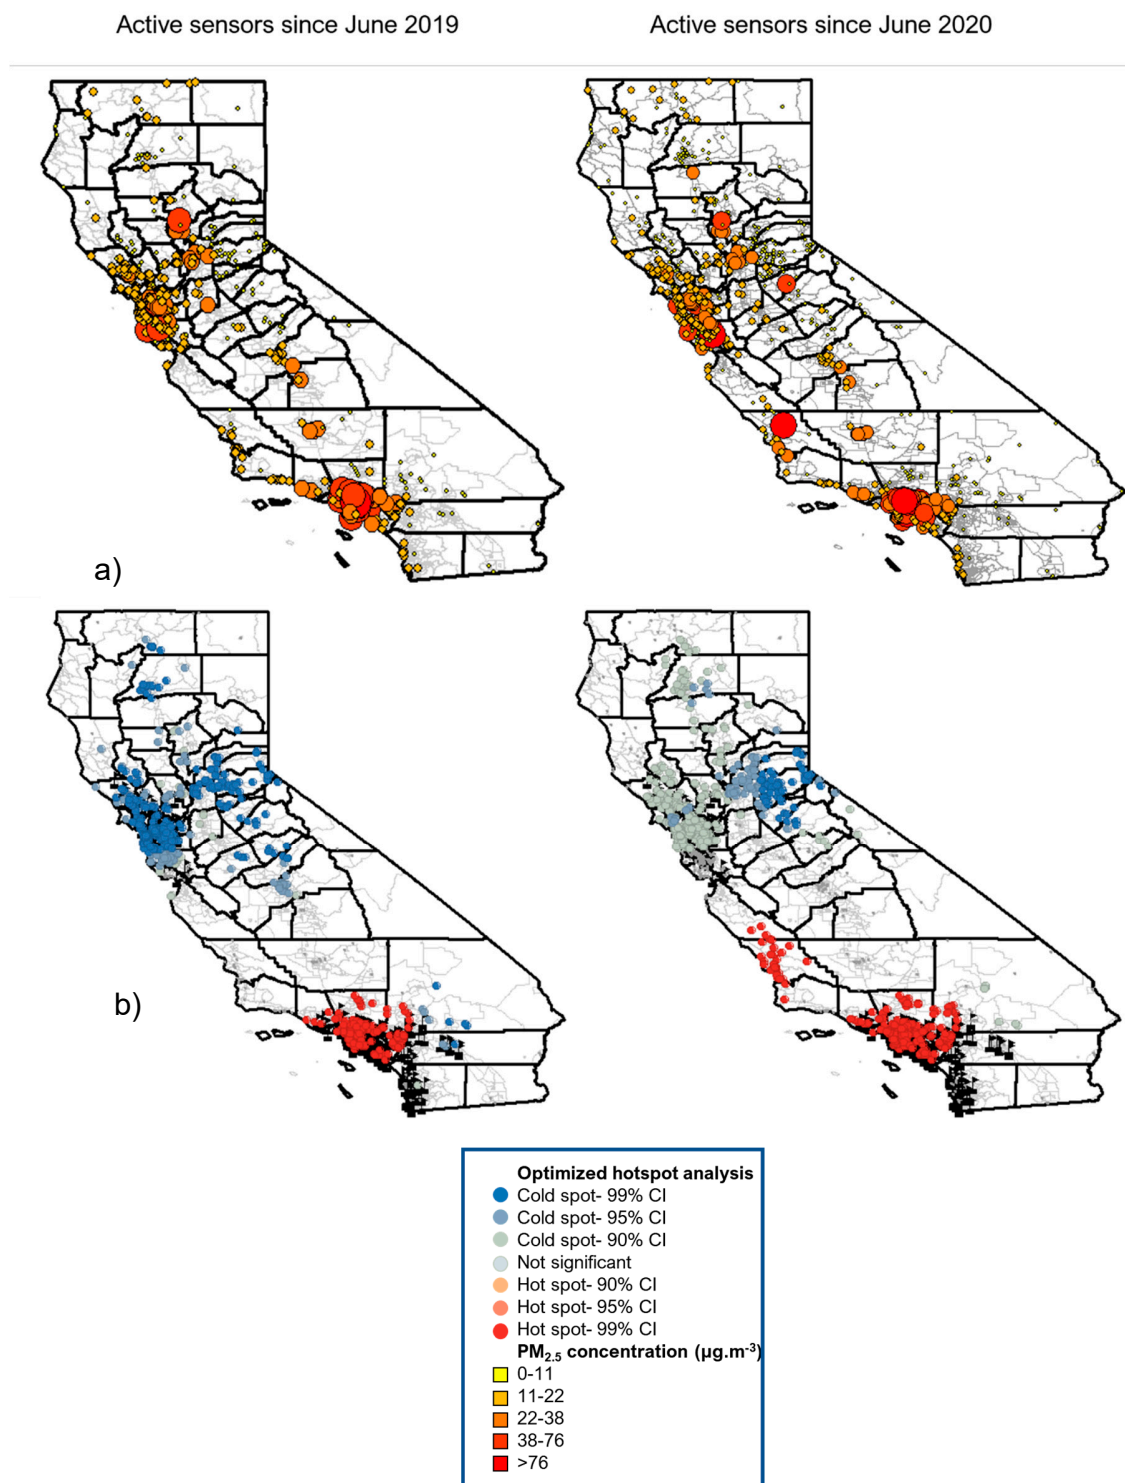 Active sensors since June 2019
Active sensors since June 2020
a)
b)
Optimized hotspot analysis
Cold spot- 99% CI
Cold spot- 95% CI
Cold spot- 90% CI
Not significant
Hot spot- 90% CI
Hot spot- 95% CI
Hot spot- 99% CI
PM2.5 concentration (µg.m-3)
0-11
11-22
22-38
38-76
>76